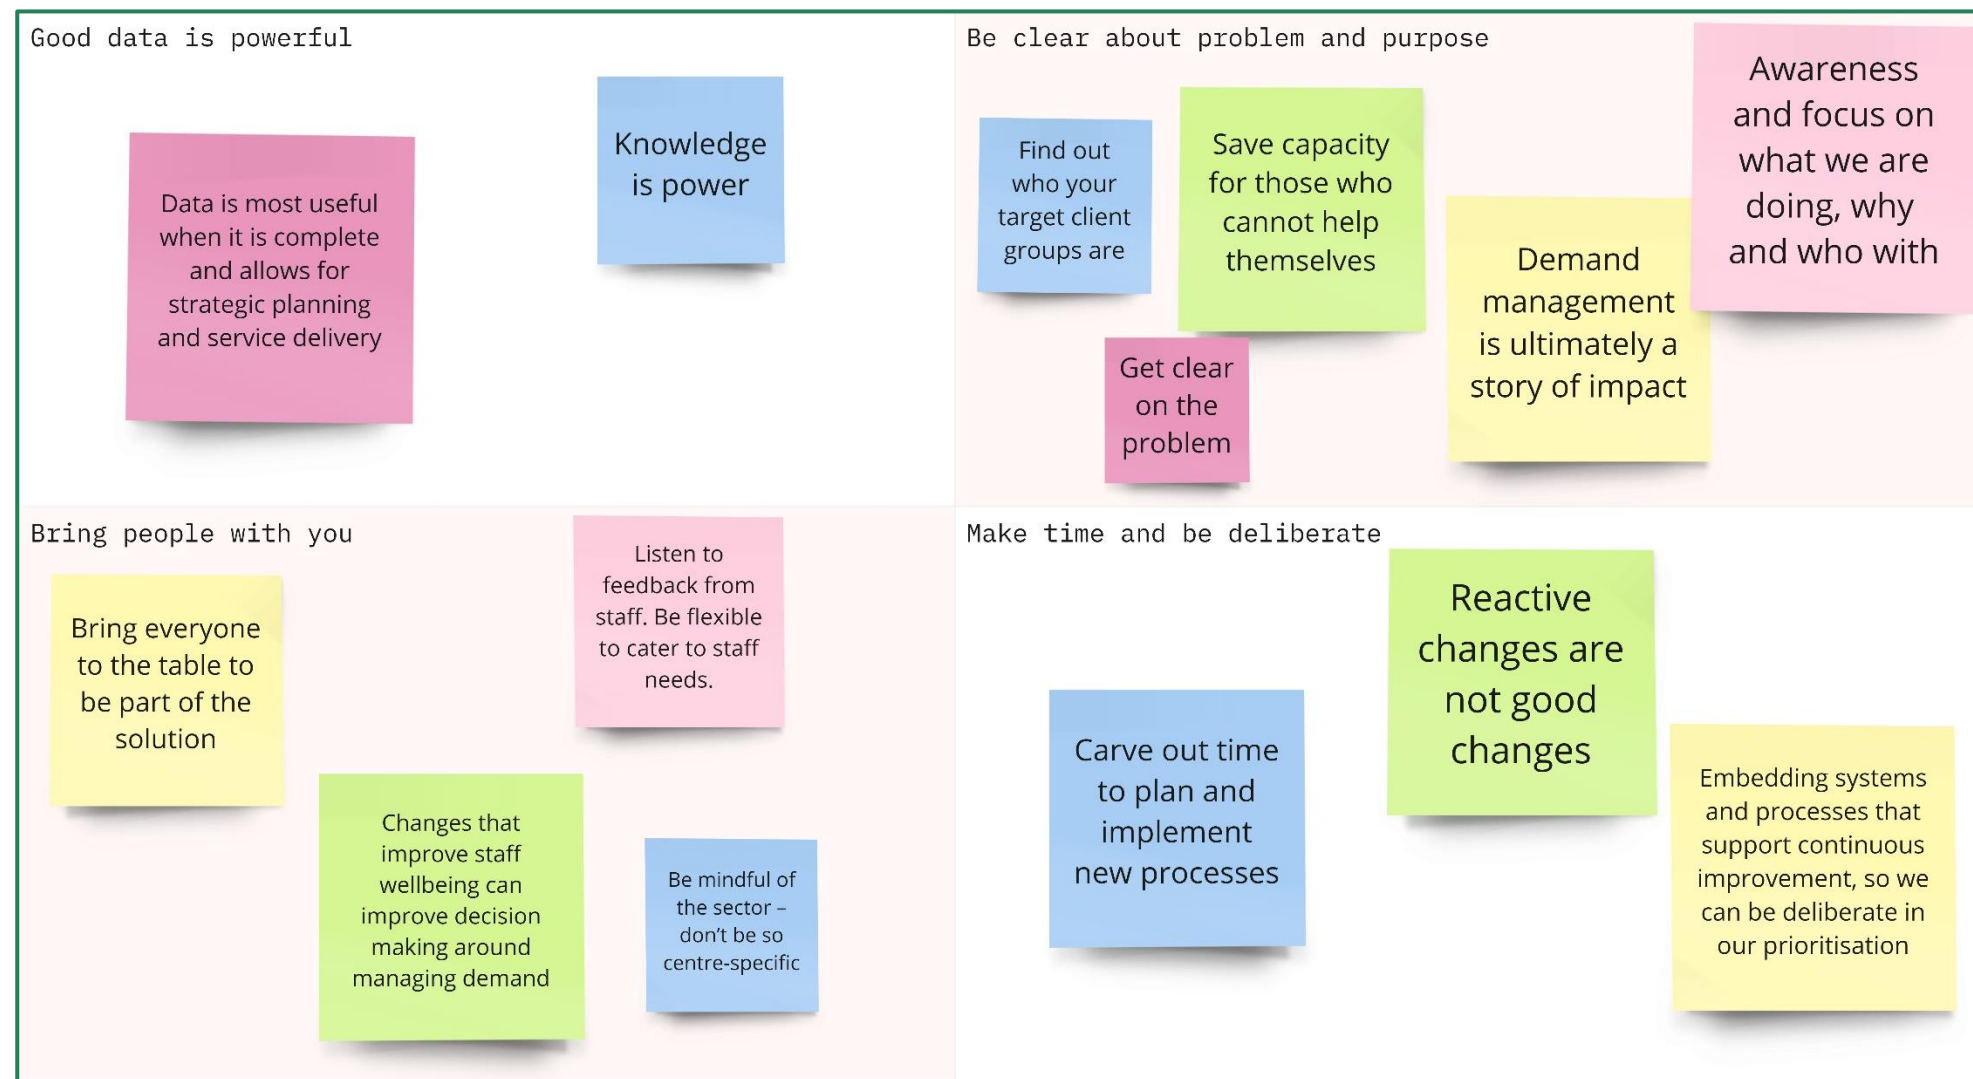 Good data is powerful
Data is most useful
when it is complete
and allows for
strategic planning
and service delivery
Knowledge
is power
Be clear about problem and purpose
Find out
who your
target client
groups are
Save capacity
for those who
cannot help
themselves
Get clear
on the
problem
Demand
management
is ultimately a
story of impact
Awareness
and focus on
what we are
doing, why
and who with
Bring people with you
Bring everyone
to the table to
be part of the
solution
Listen to
feedback from
staff. Be flexible
to cater to staff
needs.
Changes that
improve staff
wellbeing can
improve decision
making around
managing demand
Be mindful of
the sector –
don't be so
centre-specific
Make time and be deliberate
Carve out time
to plan and
implement
new processes
Reactive
changes are
not good
changes
Embedding systems
and processes that
support continuous
improvement, so we
can be deliberate in
our prioritisation